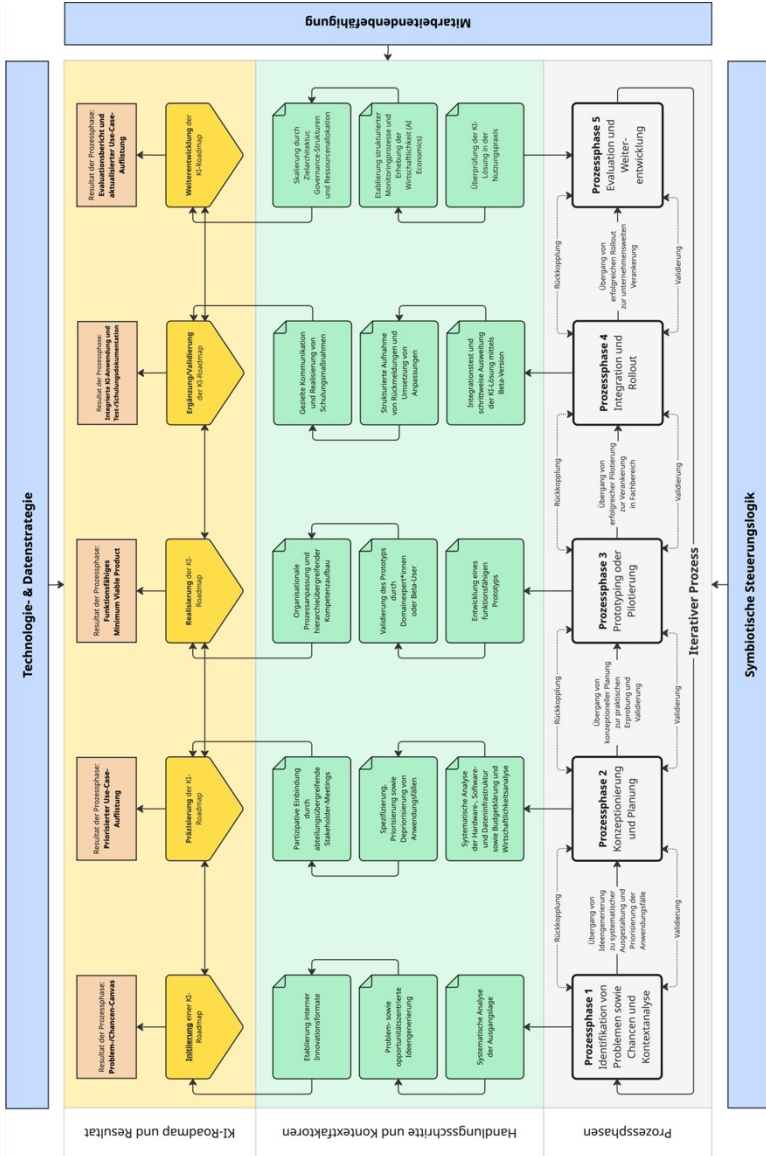 Technologie- & Datenstrategie
Mitarbeitendenbefähigung
KI-Roadmap und Resultat
Resultat der Prozessphase:
Problem-/Chancen-Canvas
Resultat der Prozessphase:
Priorisierter Use-Case-
Auflistung
Resultat der Prozessphase:
Funktionsfähiges
Minimum Viable Product
Resultat der Prozessphase:
Integrierte KI-Anwendung und
Test-/Schulungsdokumentation
Resultat der Prozessphase:
Evaluationsbericht und
aktualisierter Use-Case-
Auflistung
Initiierung einer KI-
Roadmap
Präzisierung der KI-
Roadmap
Realisierung der KI-
Roadmap
Ergänzung/Validierung
der KI-Roadmap
Weiterentwicklung der
KI-Roadmap
Handlungsschritte und Kontextfaktoren
Etablierung interner
Innovationsformate
Problem- sowie
opportunitätszentrierte
Ideengenerierung
Systematische Analyse
der Ausgangslage
Partizipative Einbindung
durch
abteilungsübergreifende
Stakeholder-Meetings
Spezifizierung,
Priorisierung sowie
Depriorisierung von
Anwendungsfällen
Systematische Analyse
der Hardware-, Software-
und Dateninfrastruktur
sowie Budgetklärung und
Wirtschaftlichkeitsanalyse
Organisationale
Prozessanpassung und
hierarchieübergreifender
Kompetenzaufbau
Validierung des Prototyps
durch
Domänexpert*innen
oder Beta-User
Entwicklung eines
funktionsfähigen
Prototyps
Gezielte Kommunikation
und Realisierung von
Schulungsmaßnahmen
Strukturierte Aufnahme
von Rückmeldungen und
Umsetzung von
Anpassungen
Integrationstest und
schrittweise Ausweitung
der KI-Lösung mittels
Beta-Version
Skalierung durch
Zielarchitektur,
Governance-Strukturen
und Ressourcenallokation
Etablierung strukturierter
Monitoringprozesse und
Erhebung der
Wirtschaftlichkeit (AI
Economics)
Überprüfung der KI-
Lösung in der
Nutzungspraxis
Prozessphasen
Prozessphase 1
Identifikation von
Problemen sowie
Chancen und
Kontextanalyse
Rückkopplung
Übergang von
Ideengenerierung
zu systematischer
Ausgestaltung und
Priorisierung der
Anwendungsfälle
Validierung
Prozessphase 2
Konzeptionierung
und Planung
Rückkopplung
Übergang von
konzeptioneller Planung
zur praktischen
Erprobung und
Validierung
Validierung
Prozessphase 3
Prototyping oder
Pilotierung
Rückkopplung
Übergang von
erfolgreicher Pilotierung
zur Verankerung
in Fachbereich
Validierung
Prozessphase 4
Integration und
Rollout
Rückkopplung
Übergang von
erfolgreichen Rollout
zur unternehmensweiten
Verankerung
Validierung
Prozessphase 5
Evaluation und
Weiter-
entwicklung
Iterativer Prozess
Symbiotische Steuerungslogik